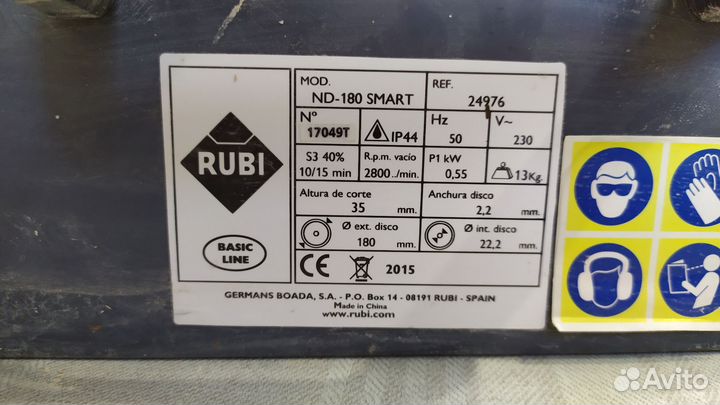 RUBI
BASIC
LINE
MOD.
ND-180 SMART
REF.
24976
Nº
17049T
IP44
Hz
50
V~
230
S3 40%
10/15 min
R.p.m. vacío
2800../min.
P1 kW
0,55
13Kg.
Altura de corte
35 mm.
Anchura disco
2,2 mm.
Ø ext. disco
180 mm.
Ø int. disco
22,2 mm.
CE
2015
GERMANS BOADA, S.A. - P.O. Box 14 - 08191 RUBI - SPAIN
Made in China
www.rubi.com
Avito